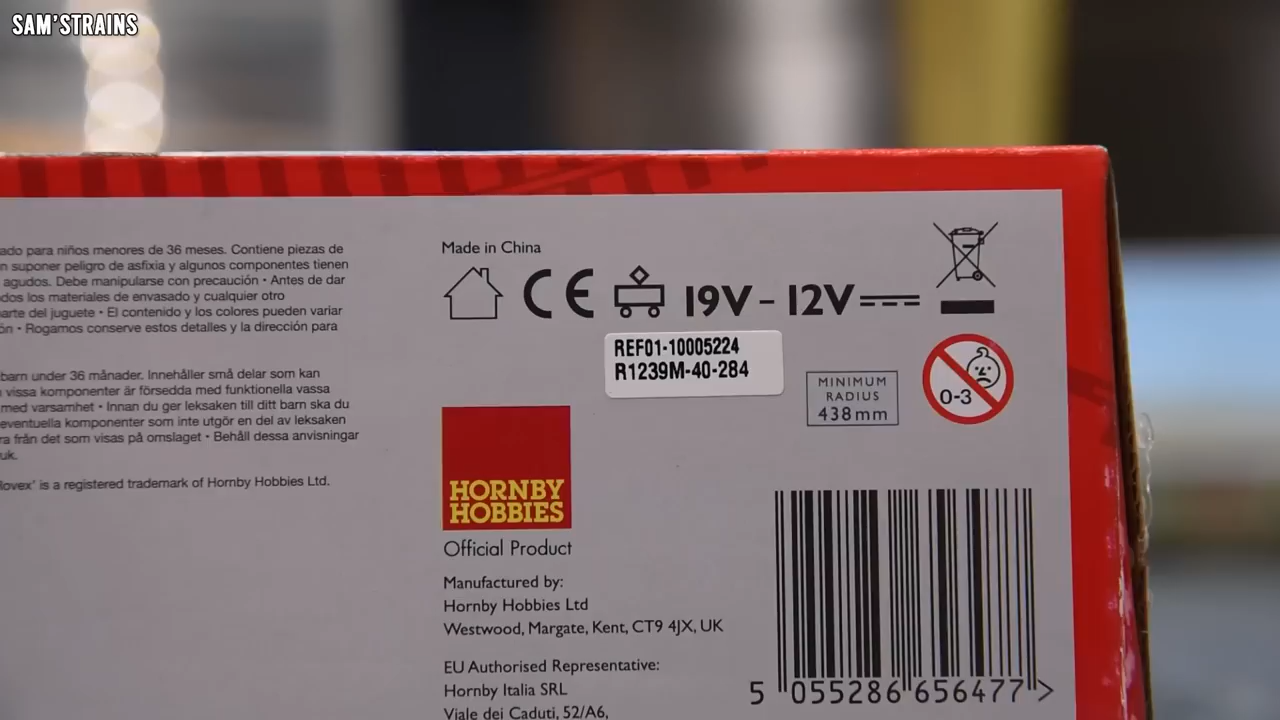 SAM'STRAINS
ado para niños menores de 36 meses. Contiene piezas de
n suponer peligro de asfixia y algunos componentes tienen
agudos. Debe manipularse con precaución • Antes de dar
dos los materiales de envasado y cualquier otro
arte del juguete • El contenido y los colores pueden variar
ón • Rogamos conserve estos detalles y la dirección para
barn under 36 månader. Innehåller små delar som kan
vissa komponenter är försedda med funktionella vassa
med varsamhet • Innan du ger leksaken till ditt barn ska du
eventuella komponenter som inte utgör en del av leksaken
ra från det som visas på omslaget • Behåll dessa anvisningar
uk.
lovex' is a registered trademark of Hornby Hobbies Ltd.
Made in China
CE 19V - 12V
REF01-10005224
R1239M-40-284
MINIMUM
RADIUS
438mm
0-3
HORNBY
HOBBIES
Official Product
Manufactured by:
Hornby Hobbies Ltd
Westwood, Margate, Kent, CT9 4JX, UK
EU Authorised Representative:
Hornby Italia SRL
Viale dei Caduti, 52/A6,
5 055286 656477 >